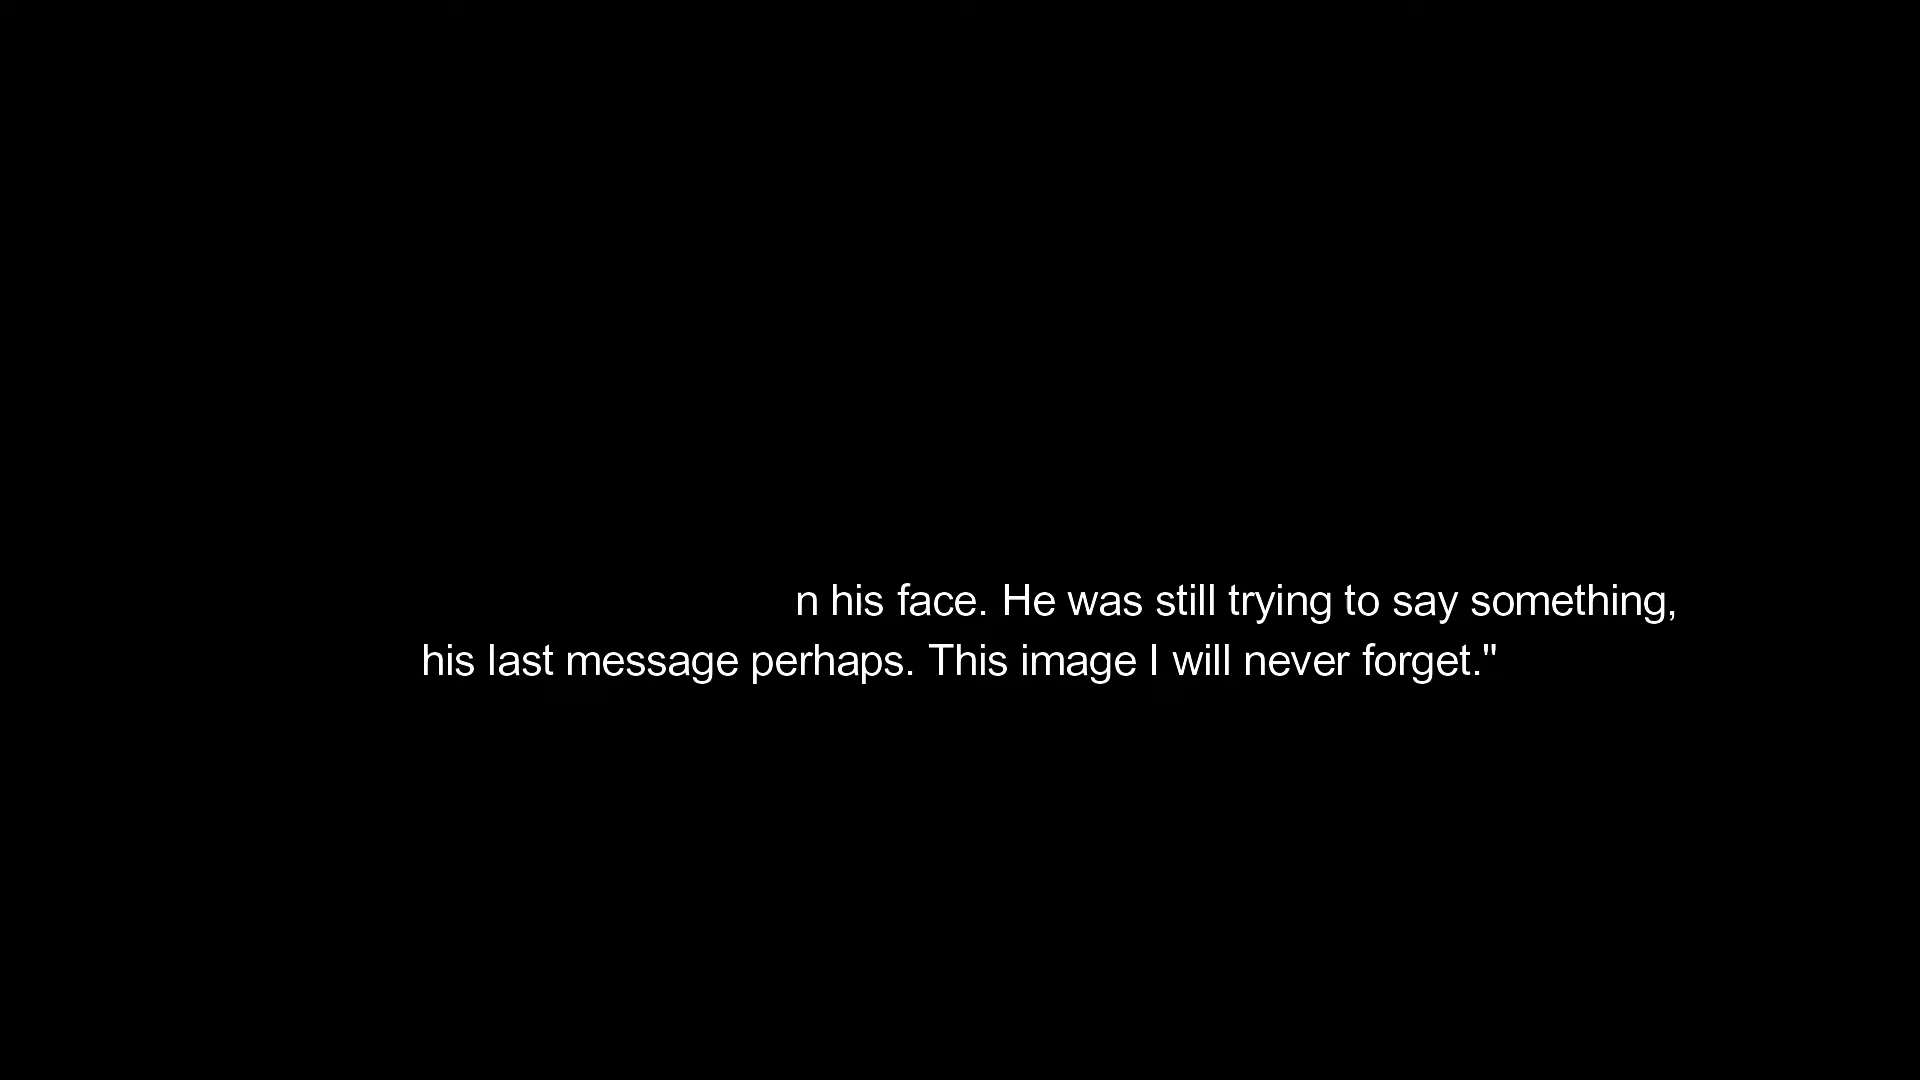 n his face. He was still trying to say something,
his last message perhaps. This image I will never forget."